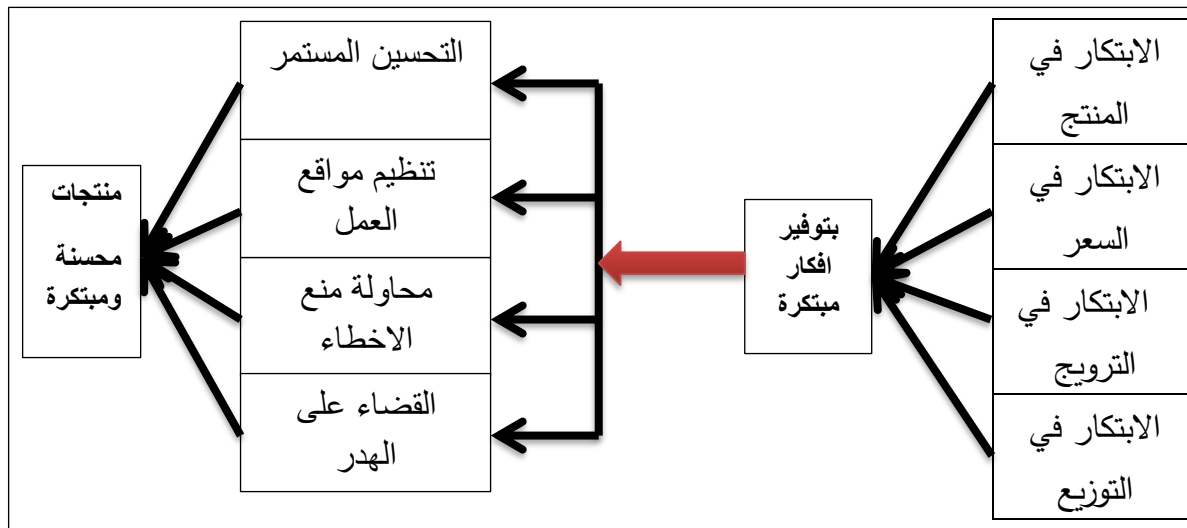 الابتكار في
المنتج
الابتكار في
السعر
الابتكار في
الترويج
الابتكار في
التوزيع
بتوفير
افكار
مبتكرة
التحسين المستمر
تنظيم مواقع
العمل
محاولة منع
الاخطاء
القضاء على
الهدر
منتجات
محسنة
ومبتكرة